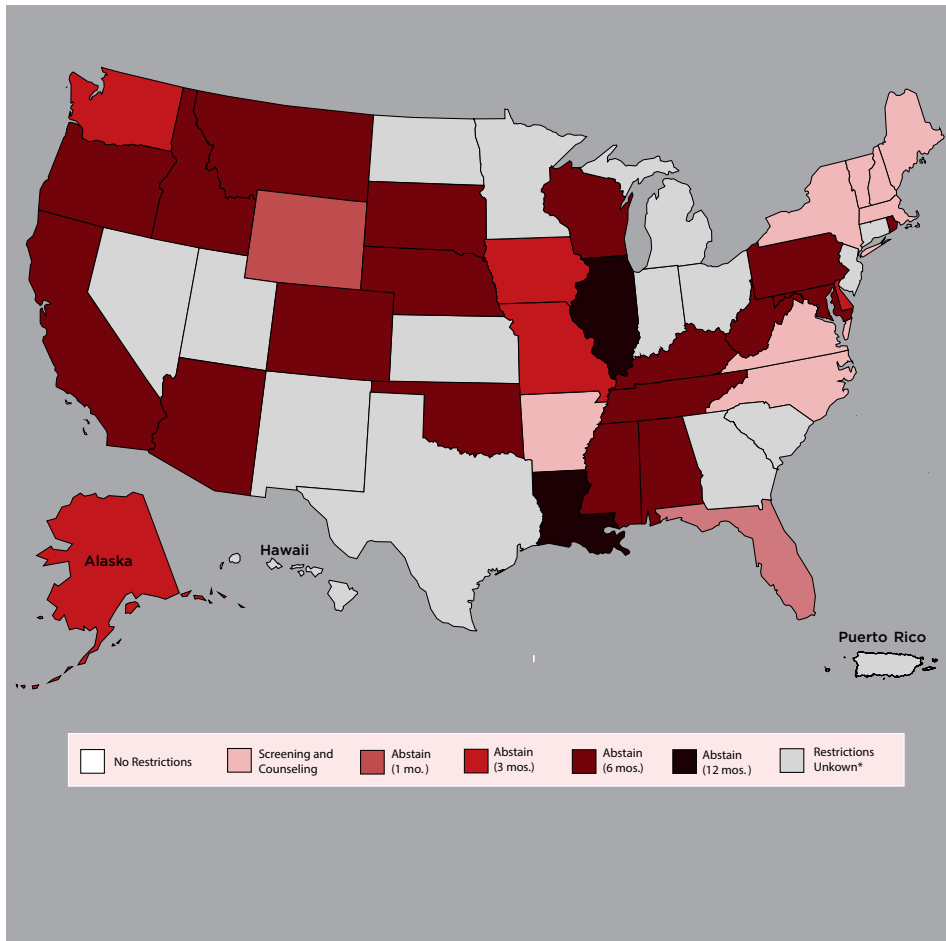 Alaska
Hawaii
Puerto Rico
No Restrictions
Screening and
Counseling
Abstain
(1 mo.)
Abstain
(3 mos.)
Abstain
(6 mos.)
Abstain
(12 mos.)
Restrictions
Unkown*